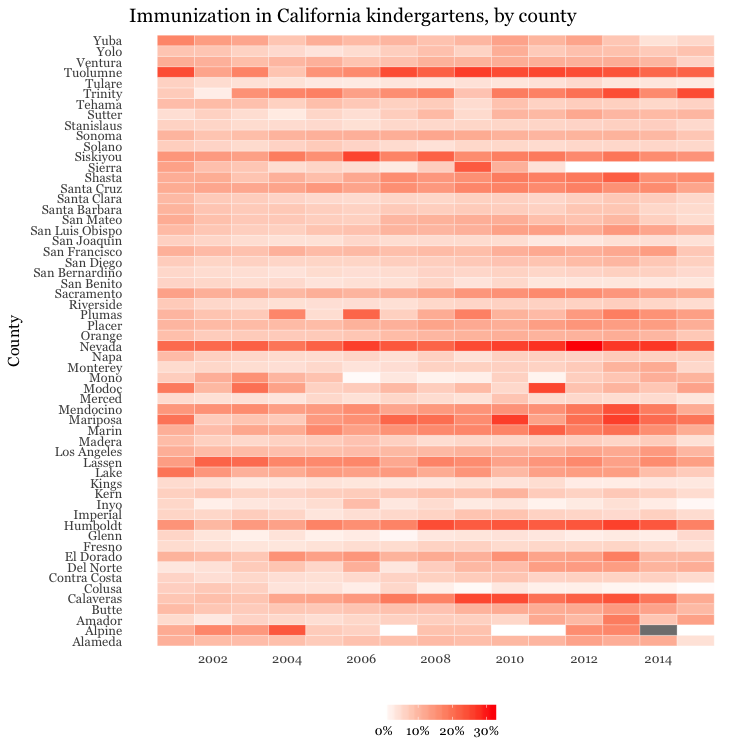 Immunization in California kindergartens, by county
County
Yuba
Yolo
Ventura
Tuolumne
Tulare
Trinity
Tehama
Sutter
Stanislaus
Sonoma
Solano
Siskiyou
Sierra
Shasta
Santa Cruz
Santa Clara
Santa Barbara
San Mateo
San Luis Obispo
San Joaquin
San Francisco
San Diego
San Bernardino
San Benito
Sacramento
Riverside
Plumas
Placer
Orange
Nevada
Napa
Monterey
Mono
Modoc
Merced
Mendocino
Mariposa
Marin
Madera
Los Angeles
Lassen
Lake
Kings
Kern
Inyo
Imperial
Humboldt
Glenn
Fresno
El Dorado
Del Norte
Contra Costa
Colusa
Calaveras
Butte
Amador
Alpine
Alameda
2002 2004 2006 2008 2010 2012 2014
0% 10% 20% 30%